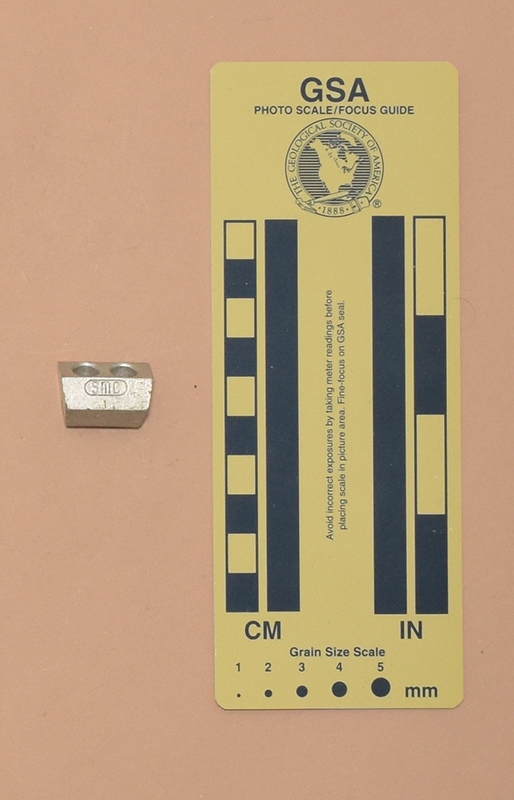 GSA
PHOTO SCALE/FOCUS GUIDE
THE GEOLOGICAL SOCIETY OF AMERICA
·1888·
®
Avoid incorrect exposures by taking meter readings before
placing scale in picture area. Fine-focus on GSA seal.
SMC
1
CM
IN
Grain Size Scale
1 2 3 4 5
mm